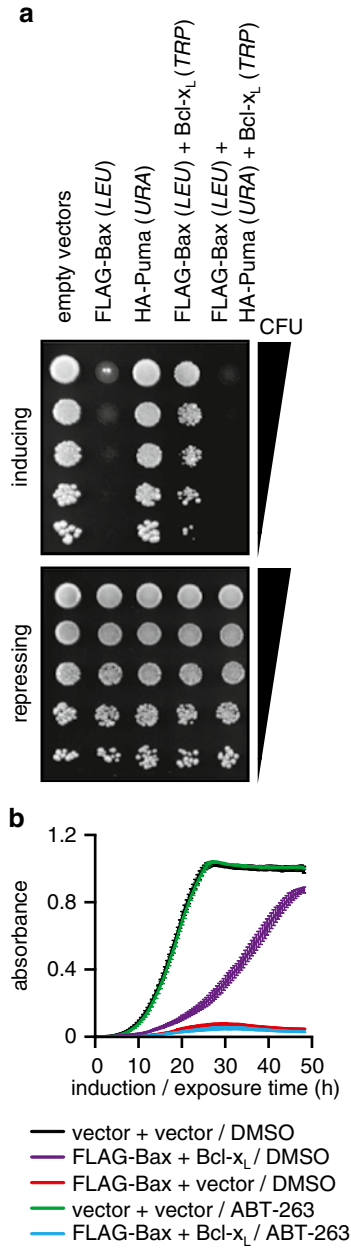 a
empty vectors
FLAG-Bax (LEU)
HA-Puma (URA)
FLAG-Bax (LEU) + Bcl-xL (TRP)
FLAG-Bax (LEU) +
HA-Puma (URA) + Bcl-xL (TRP)
CFU
inducing
repressing
b
1.2
0.8
0.4
0
absorbance
0 10 20 30 40 50
induction / exposure time (h)
vector + vector / DMSO
FLAG-Bax + Bcl-xL / DMSO
FLAG-Bax + vector / DMSO
vector + vector / ABT-263
FLAG-Bax + Bcl-xL / ABT-263